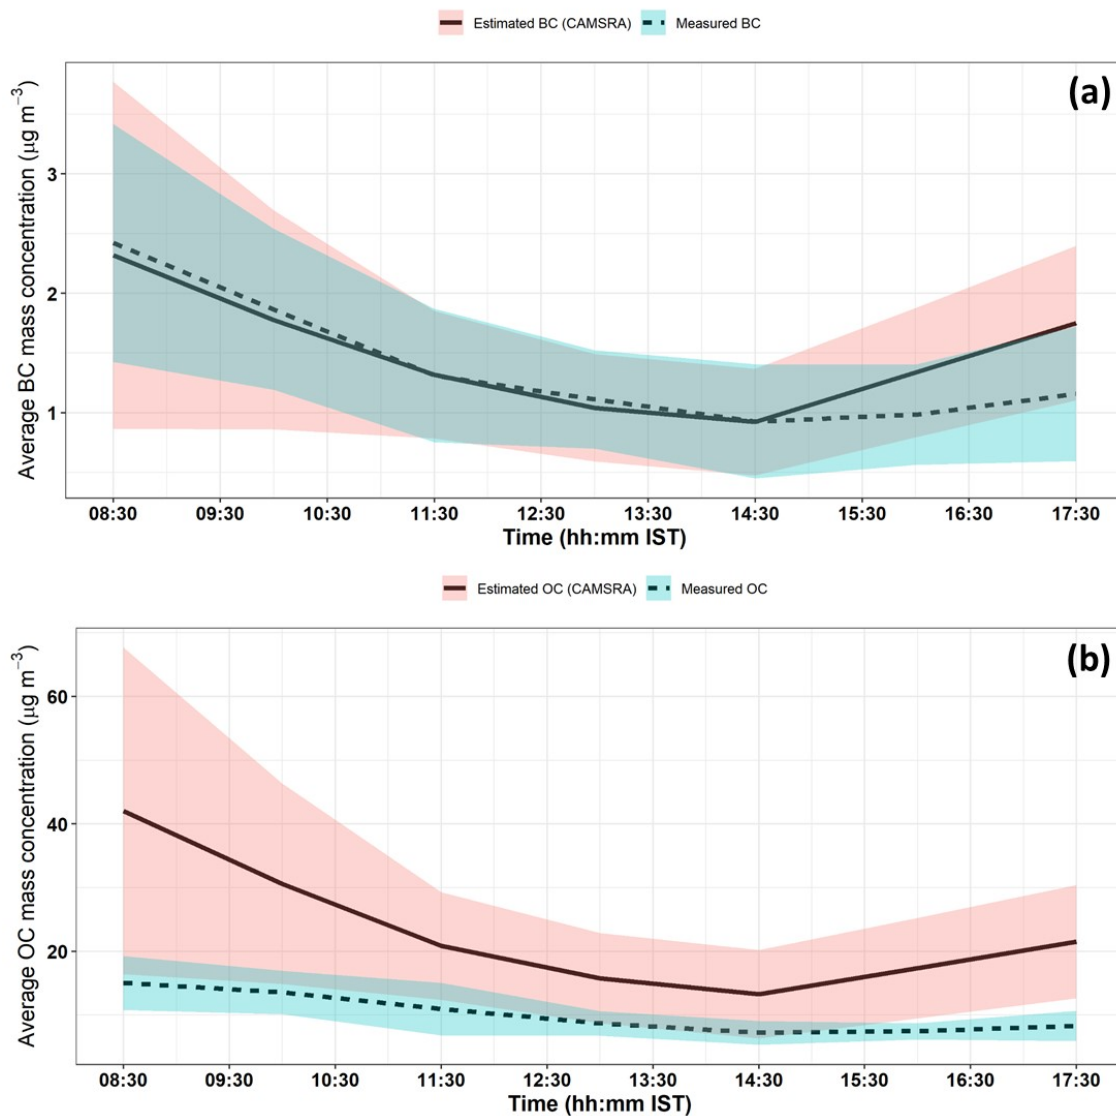 Estimated BC (CAMSRA) Measured BC
(a)
Average BC mass concentration (µg m⁻³)
3
2
1
08:30 09:30 10:30 11:30 12:30 13:30 14:30 15:30 16:30 17:30
Time (hh:mm IST)
Estimated OC (CAMSRA) Measured OC
(b)
Average OC mass concentration (µg m⁻³)
60
40
20
08:30 09:30 10:30 11:30 12:30 13:30 14:30 15:30 16:30 17:30
Time (hh:mm IST)